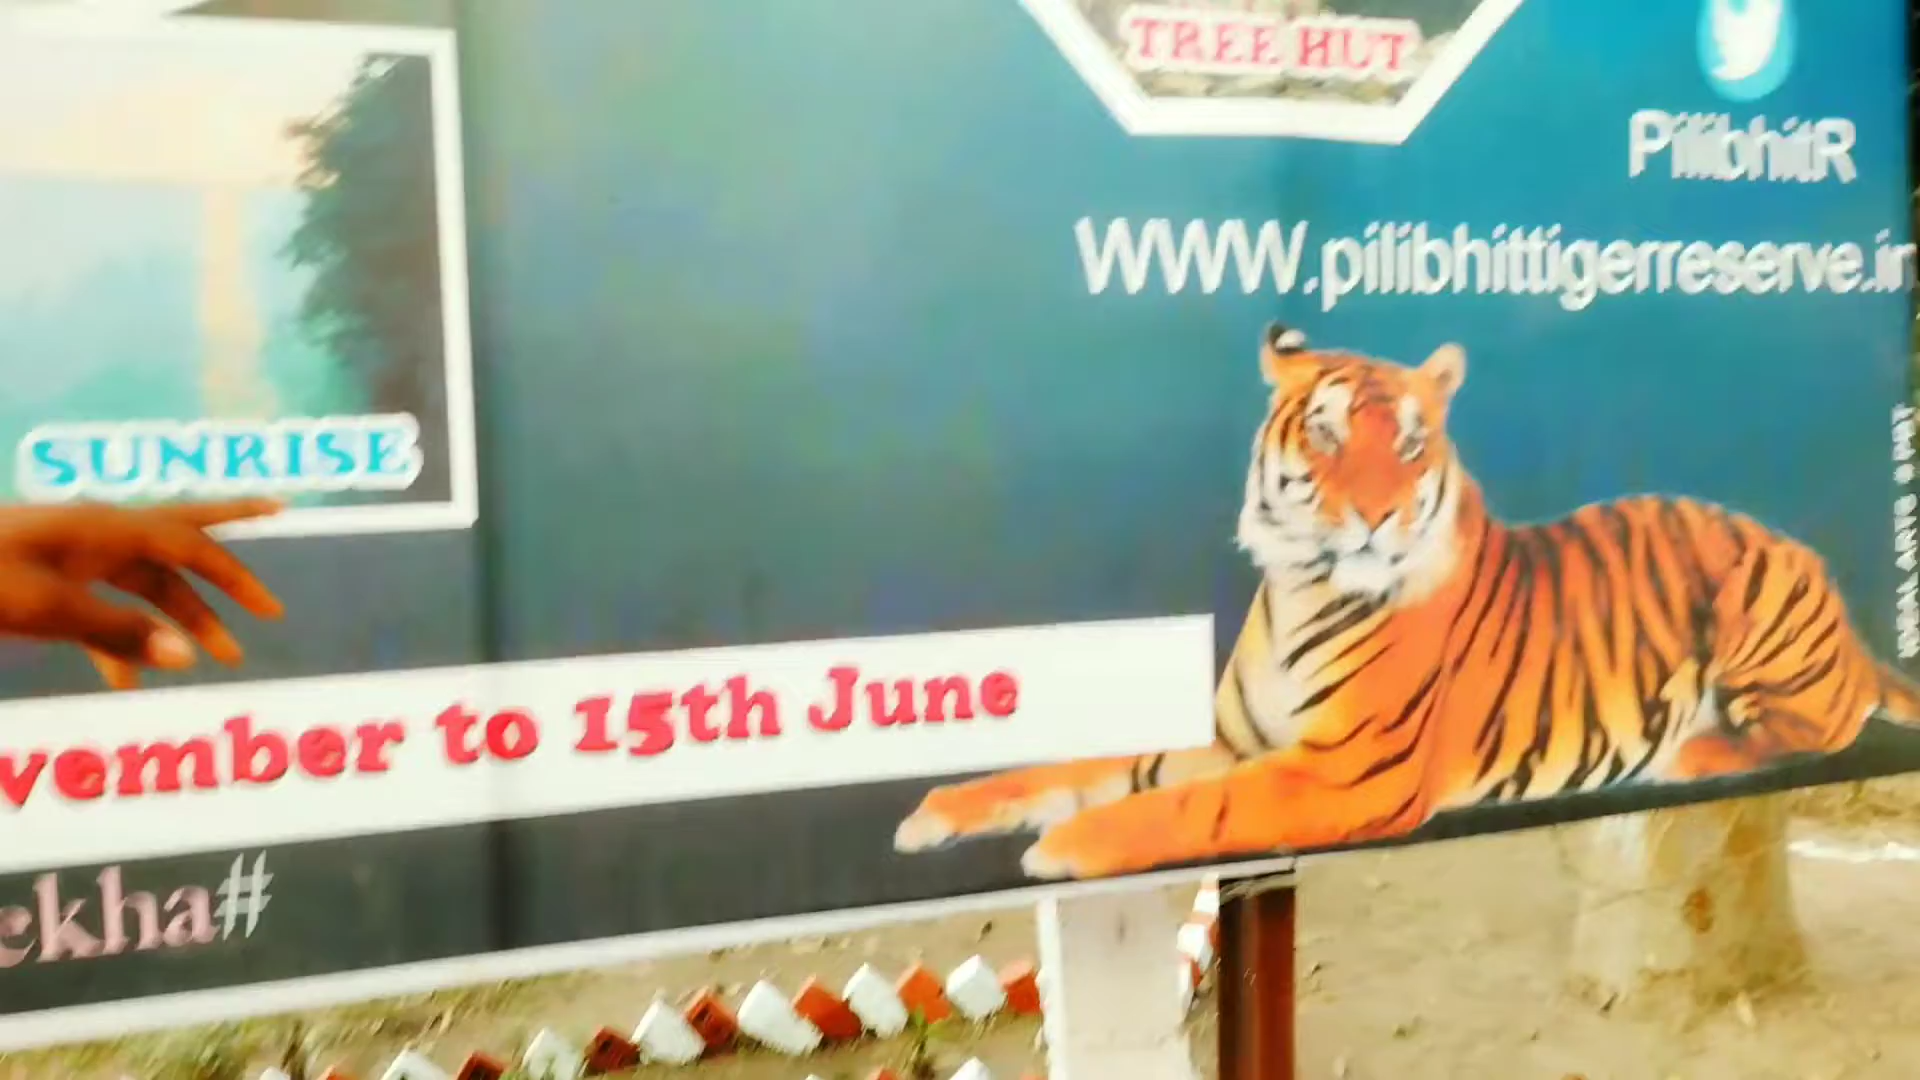 TREE HUT
PilibhitR
WWW.pilibhittigerreserve.in
SUNRISE
vember to 15th June
ekha#